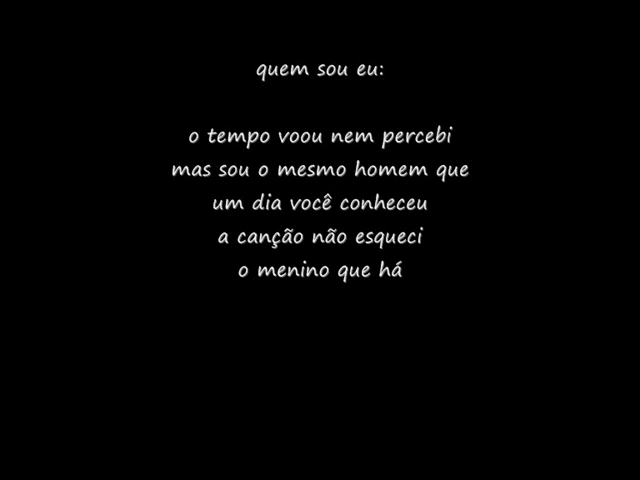 quem sou eu:
o tempo voou nem percebi
mas sou o mesmo homem que
um dia você conheceu
a canção não esqueci
o menino que há